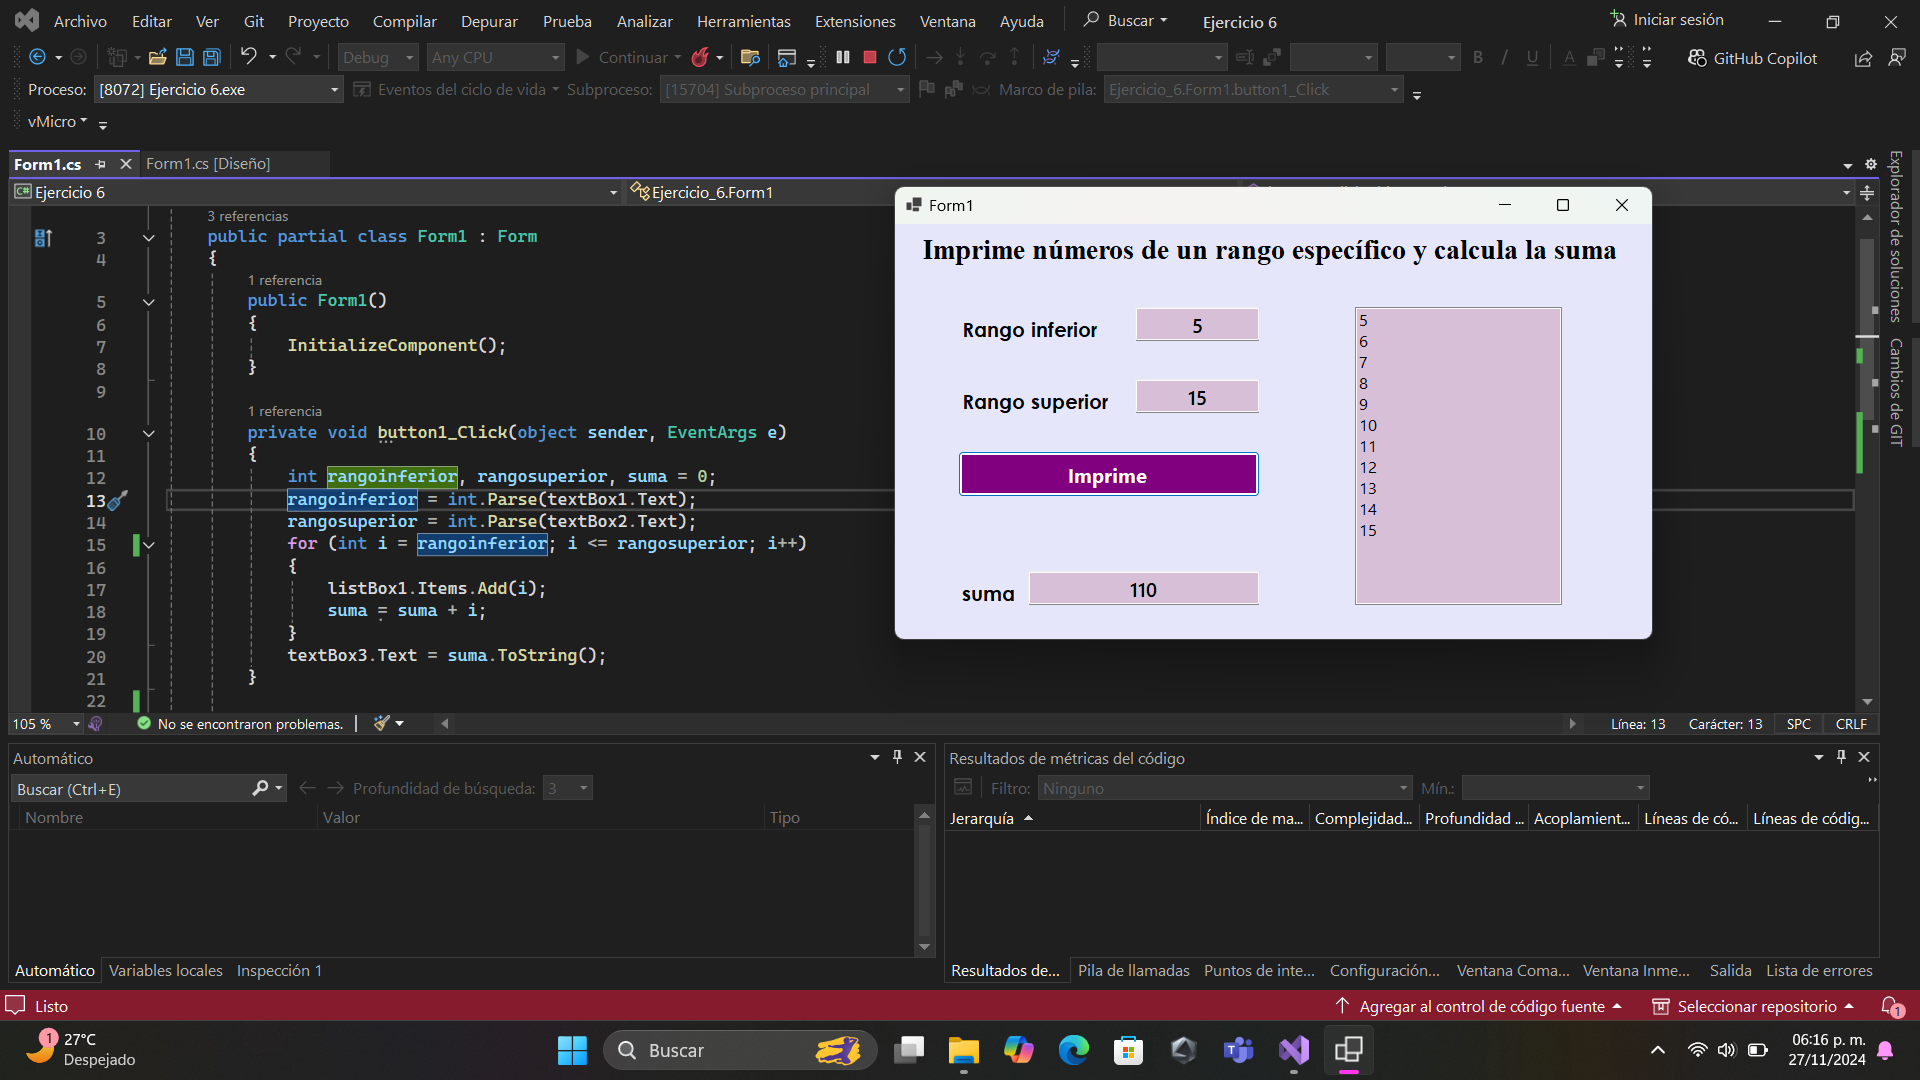 Archivo Editar Ver Git Proyecto Compilar Depurar Prueba Analizar Herramientas Extensiones Ventana Ayuda Buscar Ejercicio 6 Iniciar sesión
Debug Any CPU Continuar GitHub Copilot
Proceso: [8072] Ejercicio 6.exe Eventos del ciclo de vida Subproceso: [15704] Subproceso principal Marco de pila: Ejercicio_6.Form1.button1_Click
vMicro
Form1.cs Form1.cs [Diseño]
Ejercicio 6 Ejercicio_6.Form1
3 referencias
3 public partial class Form1 : Form
4 {
1 referencia
5 public Form1()
6 {
7 InitializeComponent();
8 }
9
1 referencia
10 private void button1_Click(object sender, EventArgs e)
11 {
12 int rangoinferior, rangosuperior, suma = 0;
13 rangoinferior = int.Parse(textBox1.Text);
14 rangosuperior = int.Parse(textBox2.Text);
15 for (int i = rangoinferior; i <= rangosuperior; i++)
16 {
17 listBox1.Items.Add(i);
18 suma = suma + i;
19 }
20 textBox3.Text = suma.ToString();
21 }
22
Form1
Imprime números de un rango específico y calcula la suma
Rango inferior 5
Rango superior 15
Imprime
suma 110
5
6
7
8
9
10
11
12
13
14
15
Explorador de soluciones
Cambios de GIT
105 % No se encontraron problemas. Línea: 13 Carácter: 13 SPC CRLF
Automático
Buscar (Ctrl+E) Profundidad de búsqueda: 3
Nombre Valor Tipo
Automático Variables locales Inspección 1
Resultados de métricas del código
Filtro: Ninguno Mín.:
Jerarquía Índice de ma... Complejidad... Profundidad ... Acoplamient... Líneas de có... Líneas de códig...
Resultados de... Pila de llamadas Puntos de inte... Configuración... Ventana Coma... Ventana Inme... Salida Lista de errores
Listo Agregar al control de código fuente Seleccionar repositorio 1
1 27°C
Despejado
Buscar
06:16 p. m.
27/11/2024